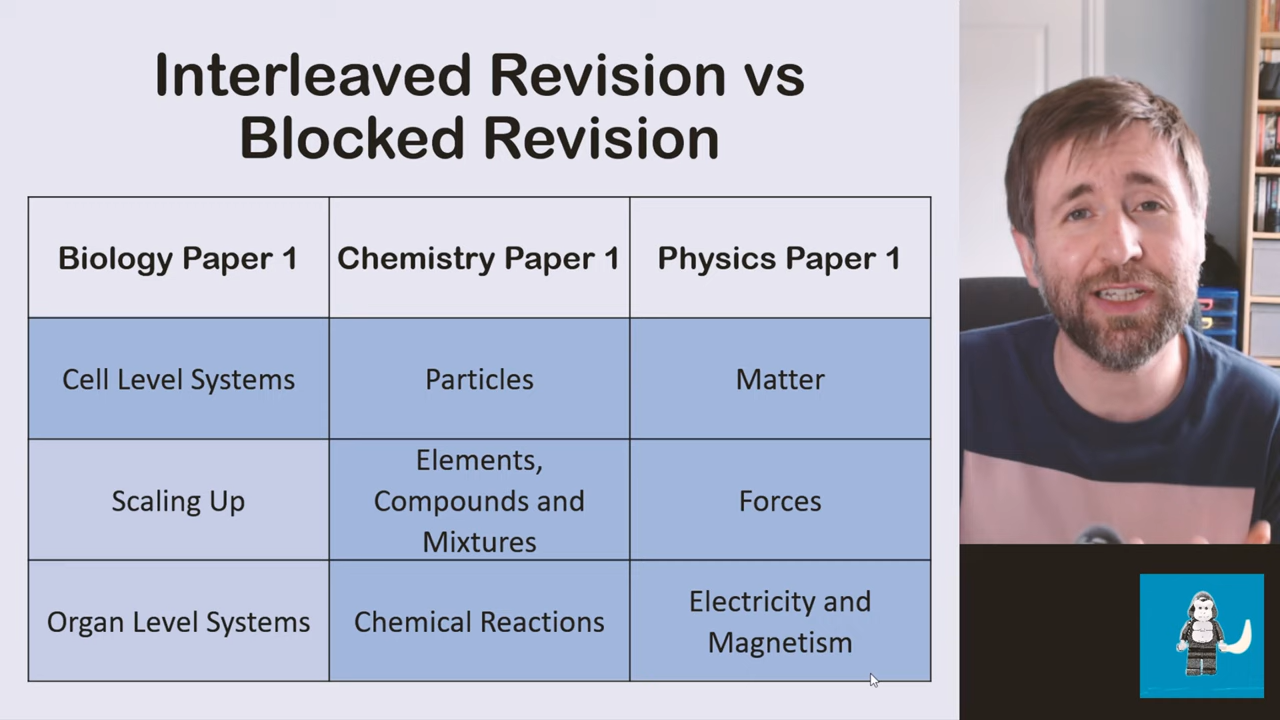 Interleaved Revision vs
Blocked Revision
Biology Paper 1
Chemistry Paper 1
Physics Paper 1
Cell Level Systems
Particles
Matter
Scaling Up
Elements,
Compounds and
Mixtures
Forces
Organ Level Systems
Chemical Reactions
Electricity and
Magnetism